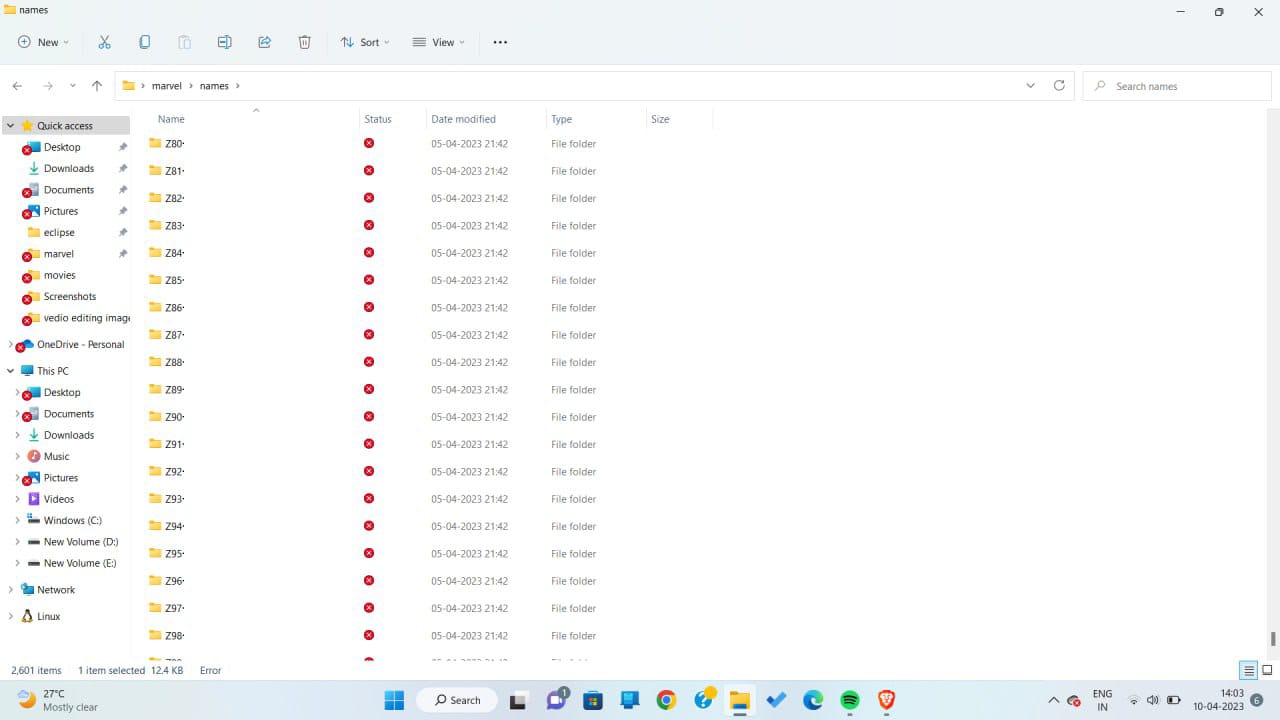 names
New Sort View
marvel names Search names
Name Status Date modified Type Size
Quick access
Desktop
Downloads
Documents
Pictures
eclipse
marvel
movies
Screenshots
vedio editing image
OneDrive - Personal
This PC
Desktop
Documents
Downloads
Music
Pictures
Videos
Windows (C:)
New Volume (D:)
New Volume (E:)
Network
Linux
Z80· 05-04-2023 21:42 File folder
Z81· 05-04-2023 21:42 File folder
Z82· 05-04-2023 21:42 File folder
Z83· 05-04-2023 21:42 File folder
Z84· 05-04-2023 21:42 File folder
Z85· 05-04-2023 21:42 File folder
Z86· 05-04-2023 21:42 File folder
Z87· 05-04-2023 21:42 File folder
Z88· 05-04-2023 21:42 File folder
Z89· 05-04-2023 21:42 File folder
Z90· 05-04-2023 21:42 File folder
Z91· 05-04-2023 21:42 File folder
Z92· 05-04-2023 21:42 File folder
Z93· 05-04-2023 21:42 File folder
Z94· 05-04-2023 21:42 File folder
Z95· 05-04-2023 21:42 File folder
Z96· 05-04-2023 21:42 File folder
Z97· 05-04-2023 21:42 File folder
Z98· 05-04-2023 21:42 File folder
2,601 items 1 item selected 12.4 KB Error
27°C
Mostly clear
Search
1
ENG
IN
14:03
10-04-2023
6